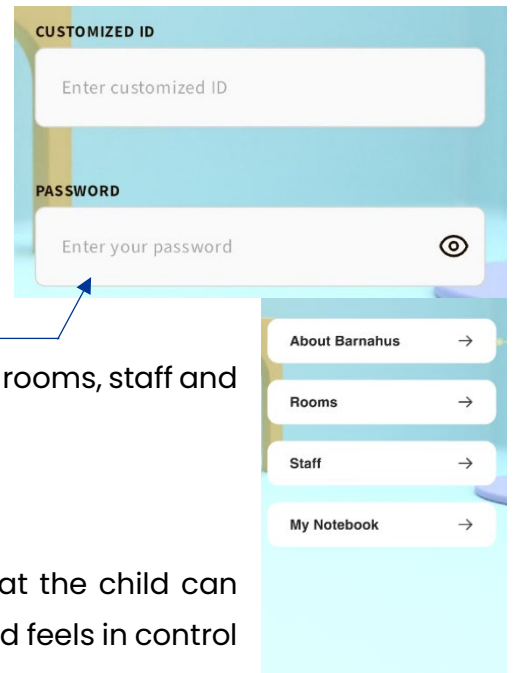 CUSTOMIZED ID
Enter customized ID
PASSWORD
Enter your password
About Barnahus
rooms, staff and
Rooms
Staff
My Notebook
at the child can
d feels in control